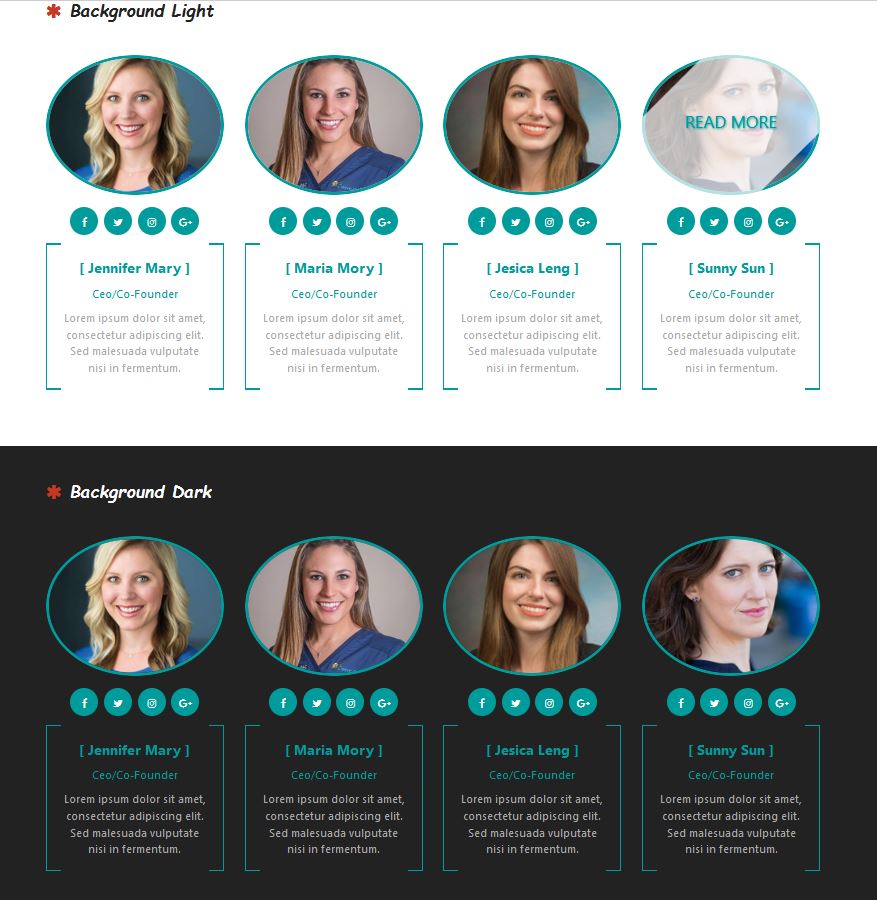 ✱ Background Light
READ MORE
f G+ f G+ f G+ f G+
[ Jennifer Mary ] [ Maria Mory ] [ Jesica Leng ] [ Sunny Sun ]
Ceo/Co-Founder Ceo/Co-Founder Ceo/Co-Founder Ceo/Co-Founder
Lorem ipsum dolor sit amet, Lorem ipsum dolor sit amet, Lorem ipsum dolor sit amet, Lorem ipsum dolor sit amet,
consectetur adipiscing elit. consectetur adipiscing elit. consectetur adipiscing elit. consectetur adipiscing elit.
Sed malesuada vulputate Sed malesuada vulputate Sed malesuada vulputate Sed malesuada vulputate
nisi in fermentum. nisi in fermentum. nisi in fermentum. nisi in fermentum.
✱ Background Dark
f G+ f G+ f G+ f G+
[ Jennifer Mary ] [ Maria Mory ] [ Jesica Leng ] [ Sunny Sun ]
Ceo/Co-Founder Ceo/Co-Founder Ceo/Co-Founder Ceo/Co-Founder
Lorem ipsum dolor sit amet, Lorem ipsum dolor sit amet, Lorem ipsum dolor sit amet, Lorem ipsum dolor sit amet,
consectetur adipiscing elit. consectetur adipiscing elit. consectetur adipiscing elit. consectetur adipiscing elit.
Sed malesuada vulputate Sed malesuada vulputate Sed malesuada vulputate Sed malesuada vulputate
nisi in fermentum. nisi in fermentum. nisi in fermentum. nisi in fermentum.